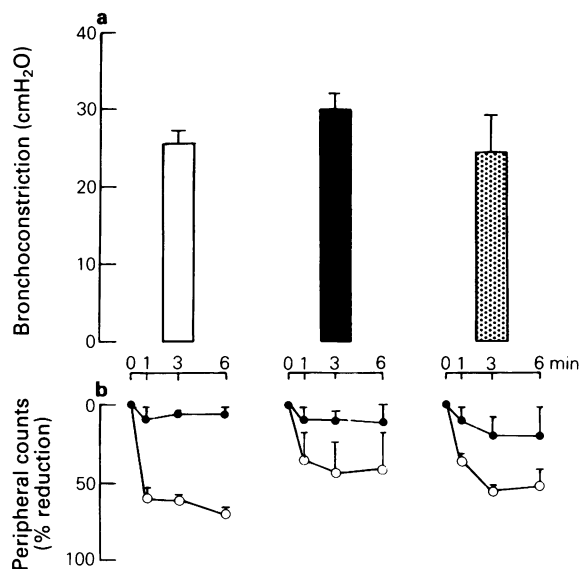 a
Bronchoconstriction (cmH₂O)
40
30
20
10
0
0 1 3 6 0 1 3 6 0 1 3 6 min
b
Peripheral counts
(% reduction)
0
50
100